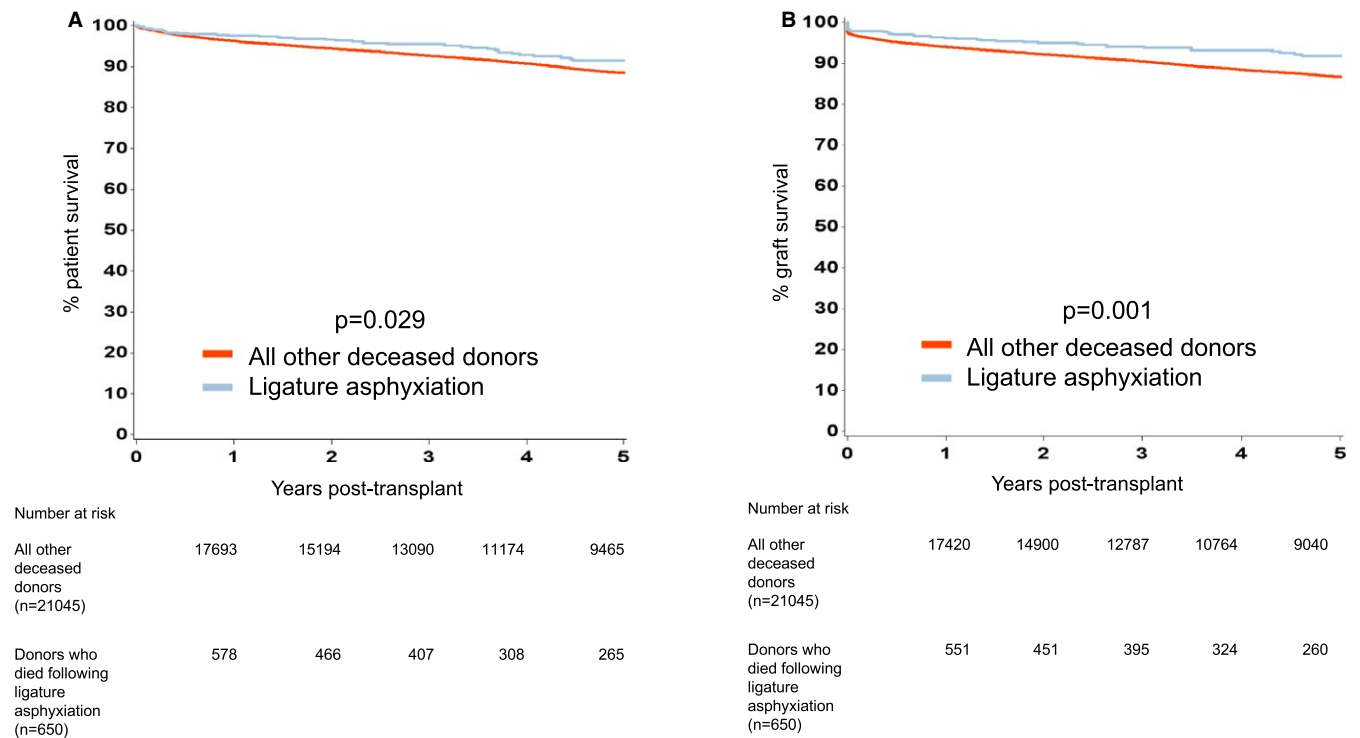 A
100
90
80
70
60
50
40
30
20
10
0
% patient survival
p=0.029
All other deceased donors
Ligature asphyxiation
0 1 2 3 4 5
Years post-transplant
Number at risk
All other 17693 15194 13090 11174 9465
deceased
donors
(n=21045)
Donors who 578 466 407 308 265
died following
ligature
asphyxiation
(n=650)
B
100
90
80
70
60
50
40
30
20
10
0
% graft survival
p=0.001
All other deceased donors
Ligature asphyxiation
0 1 2 3 4 5
Years post-transplant
Number at risk
All other 17420 14900 12787 10764 9040
deceased
donors
(n=21045)
Donors who 551 451 395 324 260
died following
ligature
asphyxiation
(n=650)